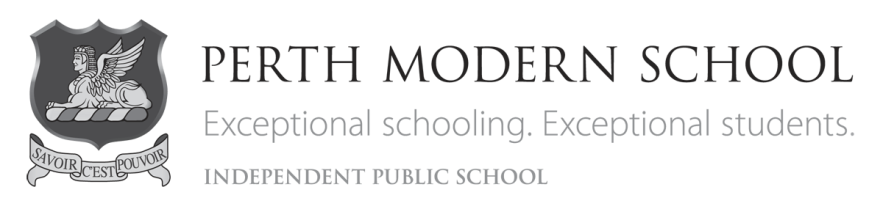 PERTH MODERN SCHOOL
Exceptional schooling. Exceptional students.
INDEPENDENT PUBLIC SCHOOL
SAVOIR C'EST POUVOIR